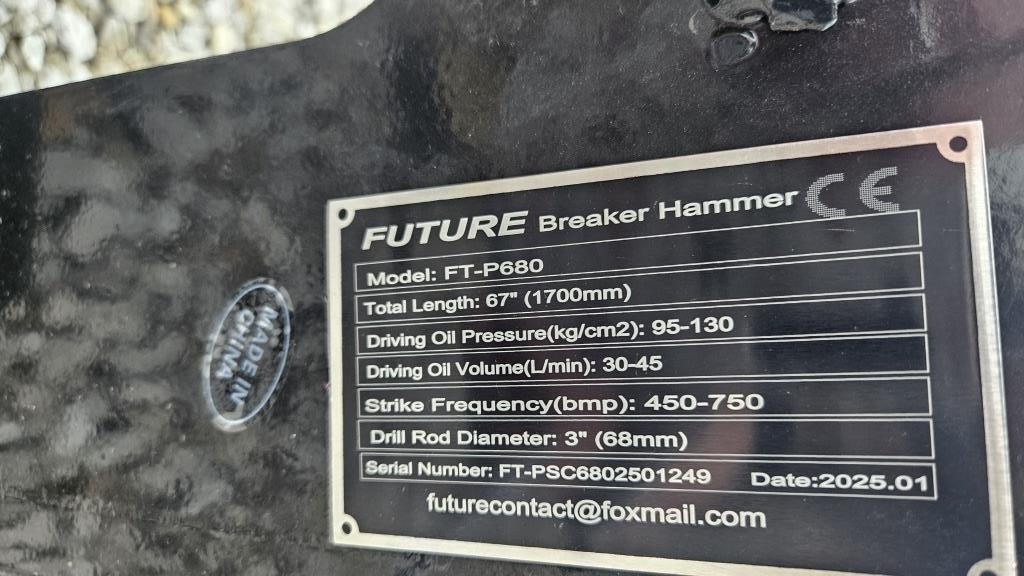 FUTURE Breaker Hammer CE
Model: FT-P680
Total Length: 67" (1700mm)
Driving Oil Pressure(kg/cm2): 95-130
Driving Oil Volume(L/min): 30-45
Strike Frequency(bmp): 450-750
Drill Rod Diameter: 3" (68mm)
Serial Number: FT-PSC6802501249 Date:2025.01
futurecontact@foxmail.com
MADE IN
CHINA